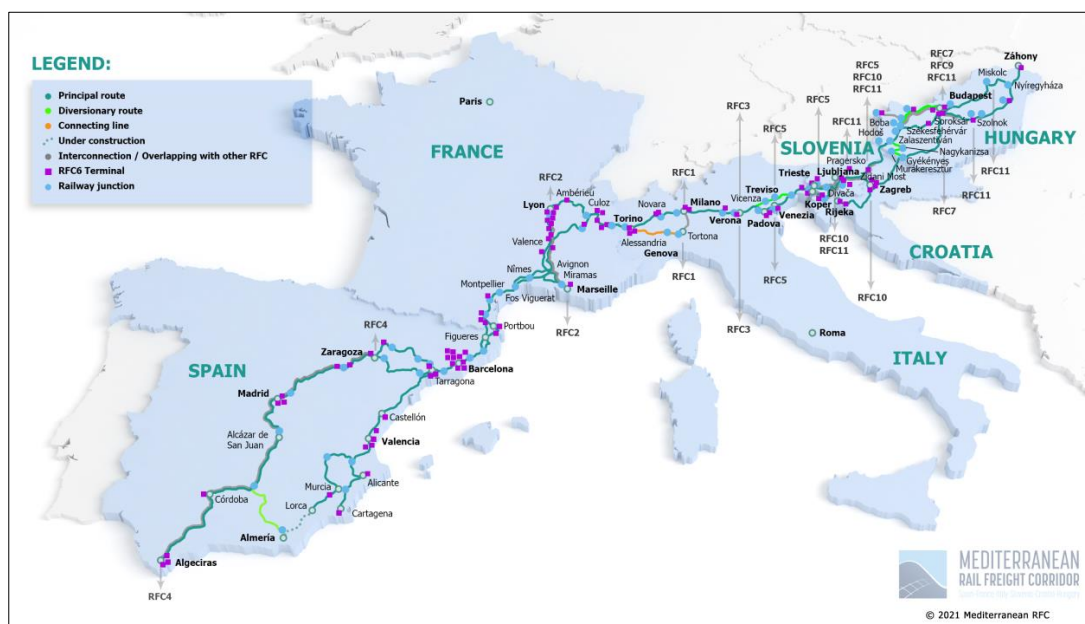 LEGEND:
Principal route
Diversionary route
Connecting line
Under construction
Interconnection / Overlapping with other RFC
RFC6 Terminal
Railway junction
Paris
FRANCE
SPAIN
ITALY
SLOVENIA
HUNGARY
CROATIA
RFC7
RFC9
RFC11
Záhony
Miskolc
Nyíregyháza
RFC5
RFC10
RFC11
Budapest
RFC3
RFC5
RFC11
RFC5
Boba
Hodoš
Soroksár
Szolnok
Székesfehérvár
Zalaszentiván
Nagykanizsa
Gyékényes
Murakeresztur
Pragersko
Ljubljana
Zidani Most
Trieste
Divača
Zagreb
Koper
Rijeka
RFC11
RFC7
RFC10
RFC11
RFC10
RFC2
Ambérieu
Lyon
Culoz
RFC1
Novara
Milano
Torino
Vicenza
Treviso
Verona
Padova
Venezia
Valence
Alessandria
Genova
Tortona
RFC1
RFC5
RFC3
Avignon
Nîmes
Miramas
Montpellier
Marseille
Fos Viguerat
RFC2
Portbou
Figueres
Roma
RFC4
Zaragoza
Barcelona
Tarragona
Madrid
Castellón
Valencia
Alcázar de
San Juan
Alicante
Murcia
Córdoba
Lorca
Cartagena
Almería
Algeciras
RFC4
MEDITERRANEAN
RAIL FREIGHT CORRIDOR
© 2021 Mediterranean RFC